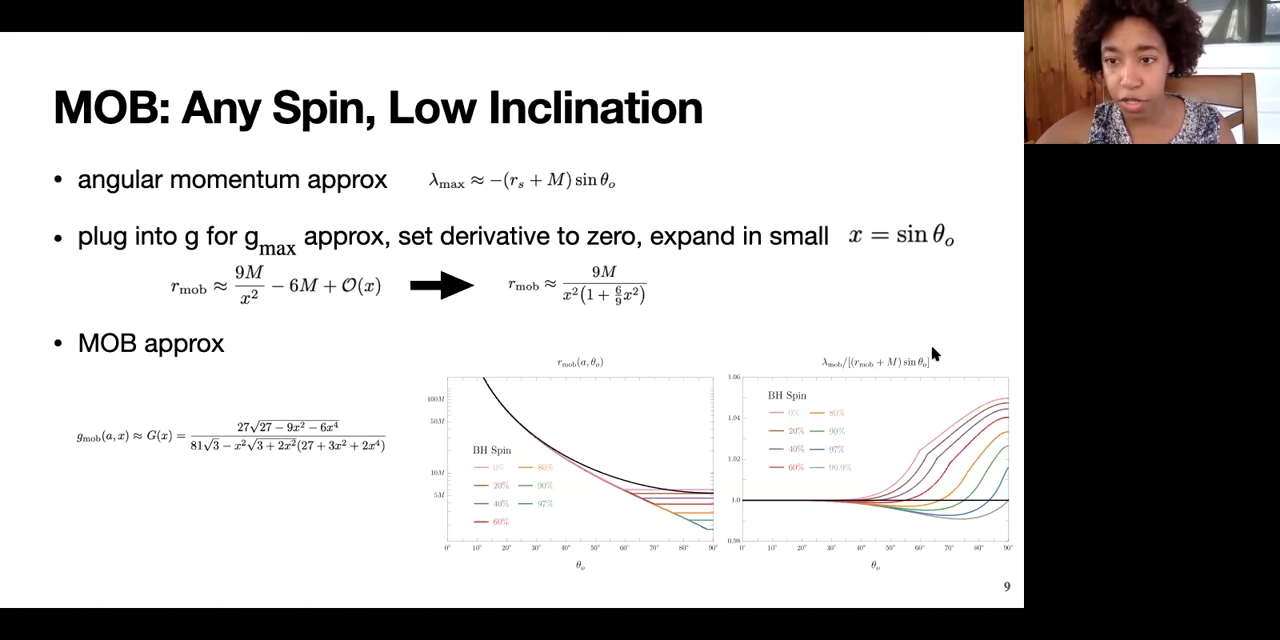 MOB: Any Spin, Low Inclination
• angular momentum approx λ_max ≈ −(r_s + M) sin θ_o
• plug into g for g_max approx, set derivative to zero, expand in small x = sin θ_o
r_mob ≈ 9M/x² − 6M + O(x) → r_mob ≈ 9M/(x²(1 + 6/9 x²))
• MOB approx
g_mob(a, x) ≈ G(x) = 27√(27 − 9x² − 6x⁴)/(81√3 − x²√(3 + 2x²)(27 + 3x² + 2x⁴))
r_mob(a, θ_o)
100M
50M
10M
5M
BH Spin
0% 80%
20% 90%
40% 97%
60%
0° 10° 20° 30° 40° 50° 60° 70° 80° 90°
θ_o
λ_mob/[(r_mob + M) sin θ_o]
1.06
1.04
1.02
1.0
0.98
BH Spin
0% 80%
20% 90%
40% 97%
60% 99.9%
0° 10° 20° 30° 40° 50° 60° 70° 80° 90°
θ_o
9